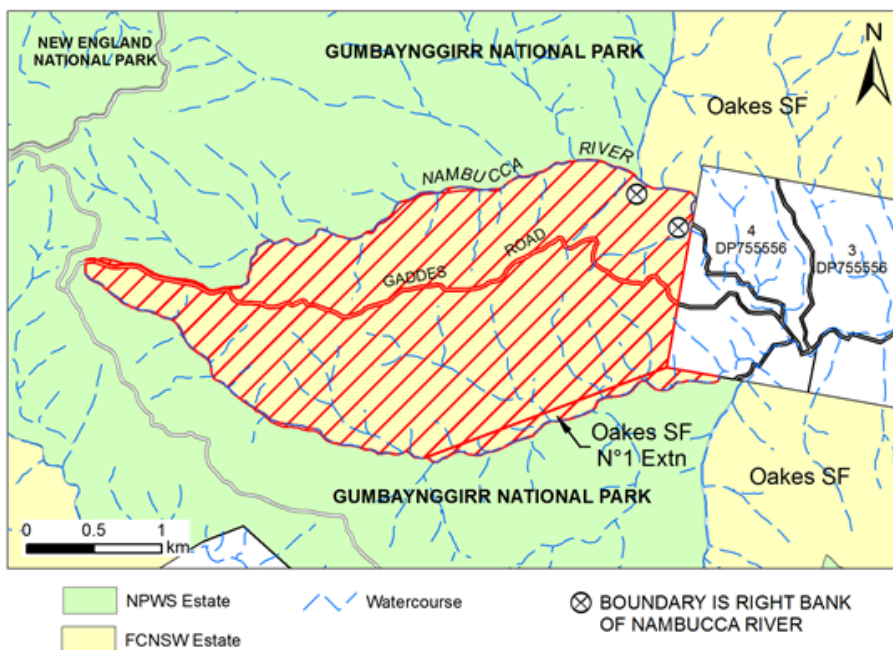 NEW ENGLAND
NATIONAL PARK
GUMBAYNGGIRR NATIONAL PARK
N
Oakes SF
NAMBUCCA RIVER
4
DP755556
3
DP755556
GADDES ROAD
Oakes SF
N°1 Extn
Oakes SF
GUMBAYNGGIRR NATIONAL PARK
0 0.5 1
km
NPWS Estate
Watercourse
BOUNDARY IS RIGHT BANK
OF NAMBUCCA RIVER
FCNSW Estate